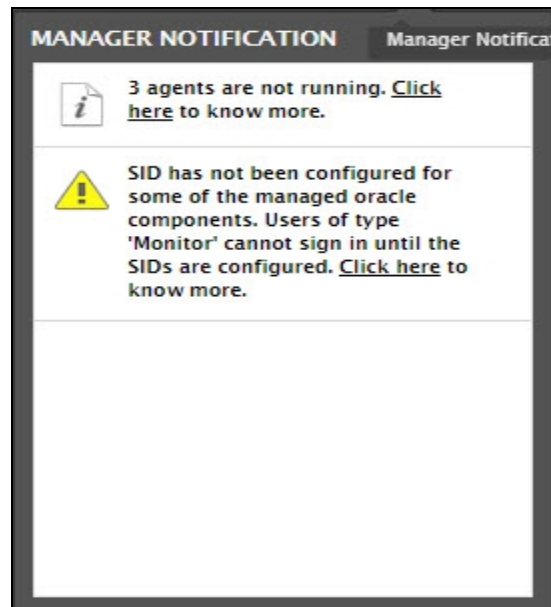 MANAGER NOTIFICATION
Manager Notifica
3 agents are not running. Click
here to know more.
SID has not been configured for
some of the managed oracle
components. Users of type
'Monitor' cannot sign in until the
SIDs are configured. Click here to
know more.